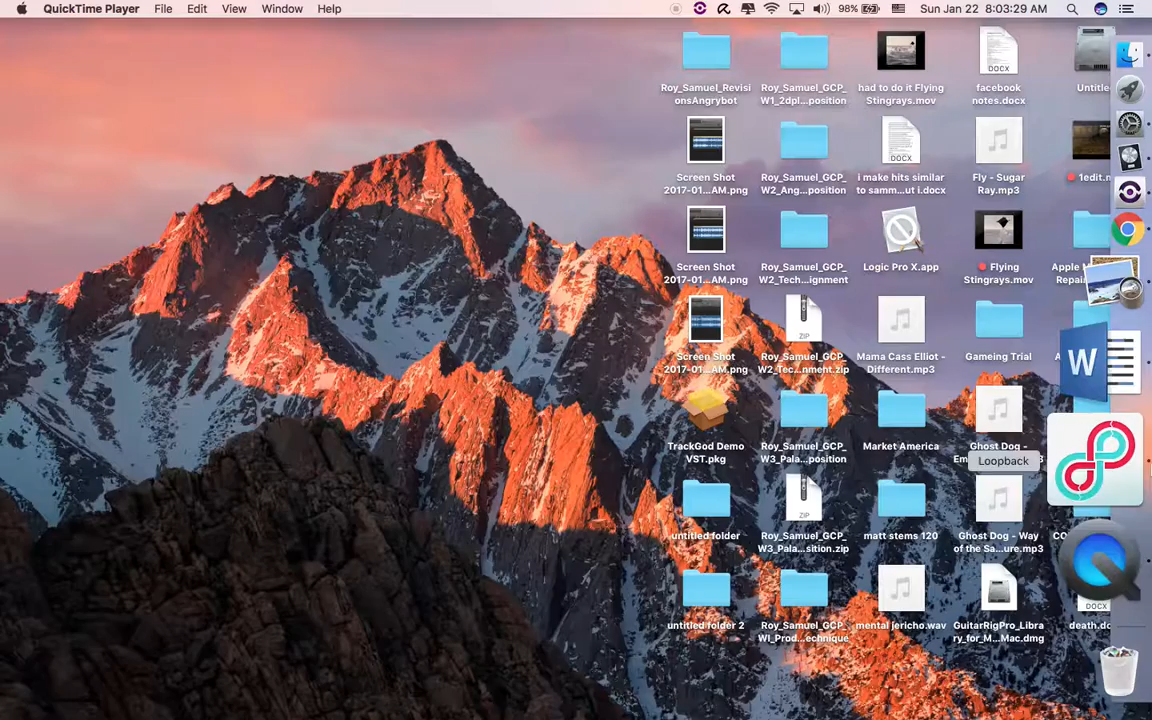 QuickTime Player File Edit View Window Help 98% Sun Jan 22 8:03:29 AM
Roy_Samuel_Revisi
onsAngrybot
Roy_Samuel_GCP_
W1_2dpl...position
had to do it Flying
Stingrays.mov
DOCX
facebook
notes.docx
Untitle
Screen Shot
2017-01...AM.png
Roy_Samuel_GCP_
W2_Ang...position
DOCX
i make hits similar
to samm...ut i.docx
Fly - Sugar
Ray.mp3
1edit.m
Screen Shot
2017-01...AM.png
Roy_Samuel_GCP_
W2_Tech...ignment
Logic Pro X.app
Flying
Stingrays.mov
Apple
Repai
Screen Shot
2017-01...AM.png
ZIP
Roy_Samuel_GCP_
W2_Tec...nment.zip
Mama Cass Elliot -
Different.mp3
Gameing Trial
W
TrackGod Demo
VST.pkg
Roy_Samuel_GCP_
W3_Pala...position
Market America
Ghost Dog -
Loopback
untitled folder
ZIP
Roy_Samuel_GCP_
W3_Pala...sition.zip
matt stems 120
Ghost Dog - Way
of the Sa...ure.mp3
untitled folder 2
Roy_Samuel_GCP_
WI_Prod...echnique
mental jericho.wav
GuitarRigPro_Libra
ry_for_M...Mac.dmg
DOCX
death.do